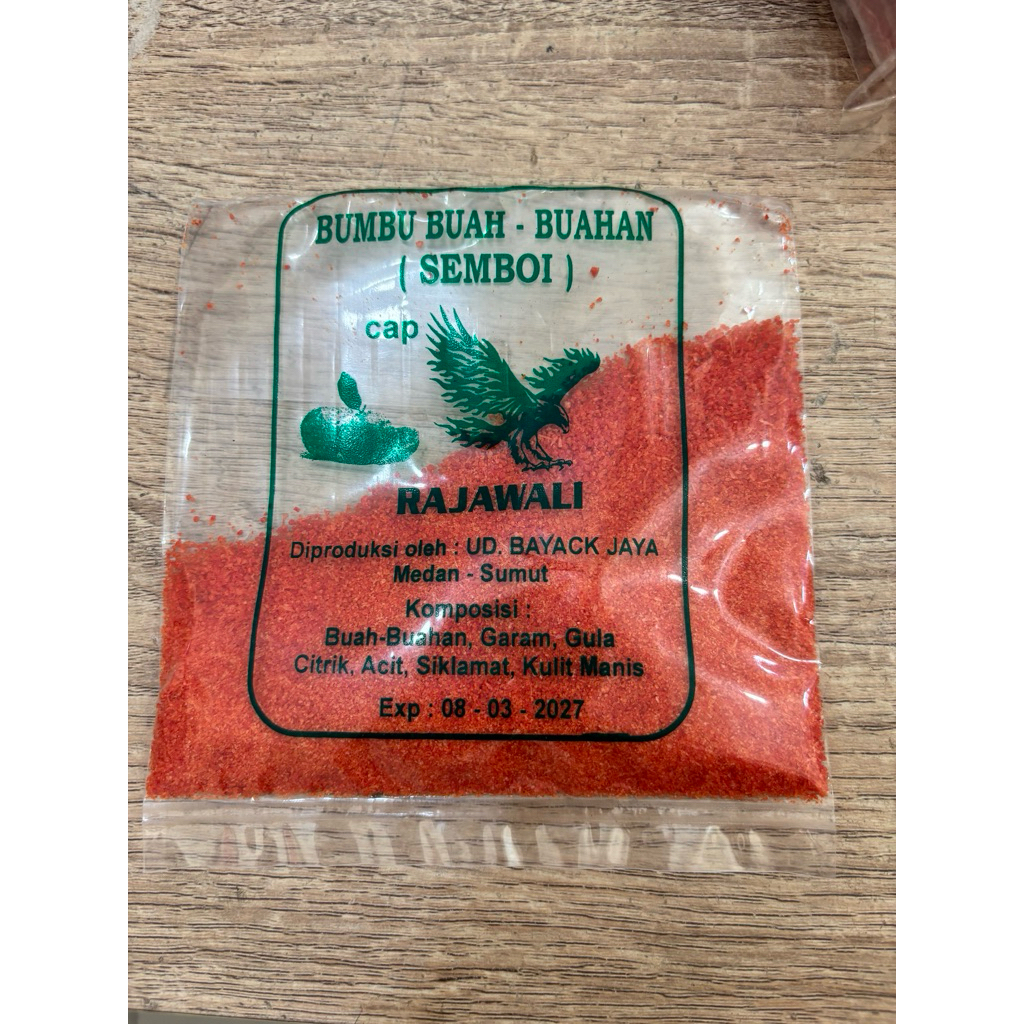 BUMBU BUAH - BUAHAN
( SEMBOI )
cap
RAJAWALI
Diproduksi oleh : UD. BAYACK JAYA
Medan - Sumut
Komposisi :
Buah-Buahan, Garam, Gula
Citrik, Acit, Siklamat, Kulit Manis
Exp : 08 - 03 - 2027